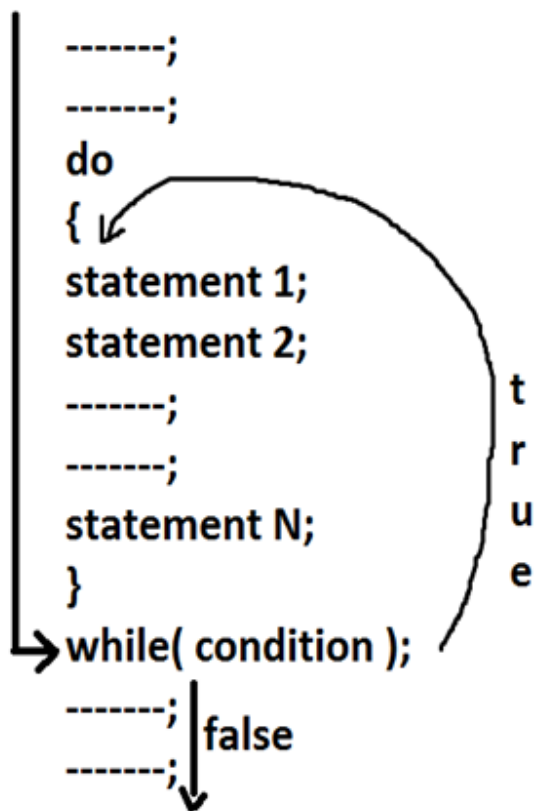 -------;
-------;
do
{
statement 1;
statement 2;
-------;
-------;
statement N;
}
while( condition );
-------;
false
-------;
true